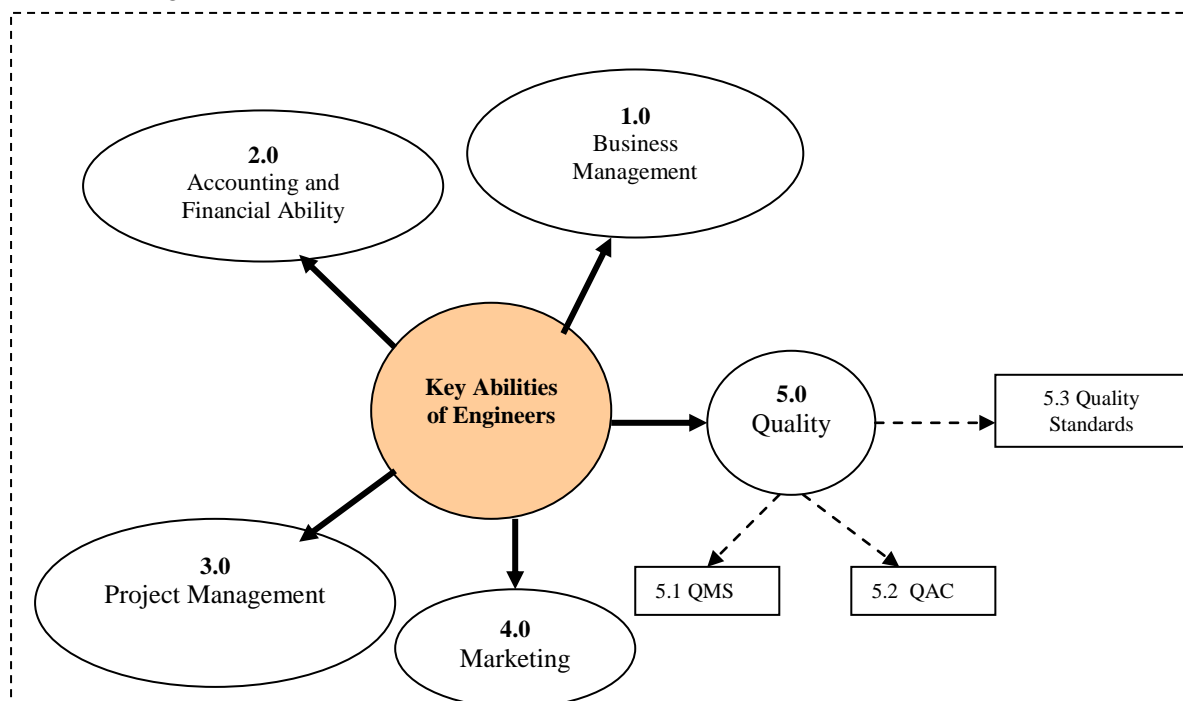 1.0
Business
Management
2.0
Accounting and
Financial Ability
Key Abilities
of Engineers
5.0
Quality
5.3 Quality
Standards
3.0
Project Management
4.0
Marketing
5.1 QMS
5.2 QAC